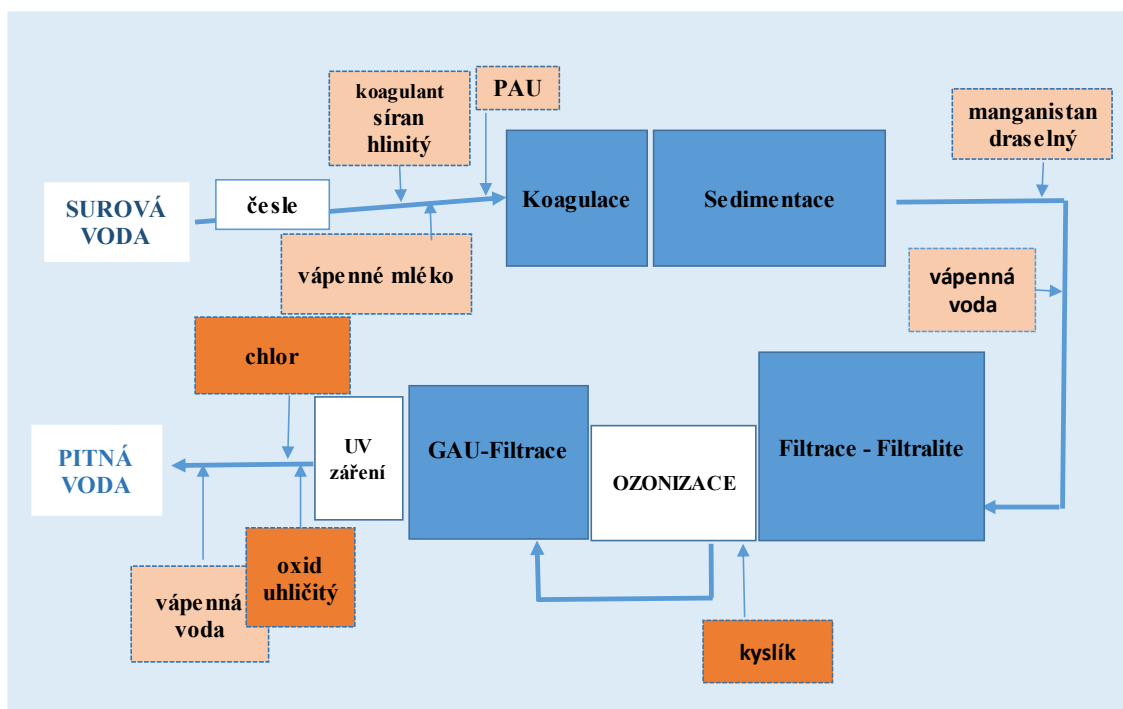 koagulant
síran
hlinitý
PAU
manganistan
draselný
SUROVÁ
VODA
česle
Koagulace
Sedimentace
vápenné mléko
vápenná
voda
chlor
PITNÁ
VODA
UV
záření
GAU-Filtrace
OZONIZACE
Filtrace - Filtralite
vápenná
voda
oxid
uhličitý
kyslík